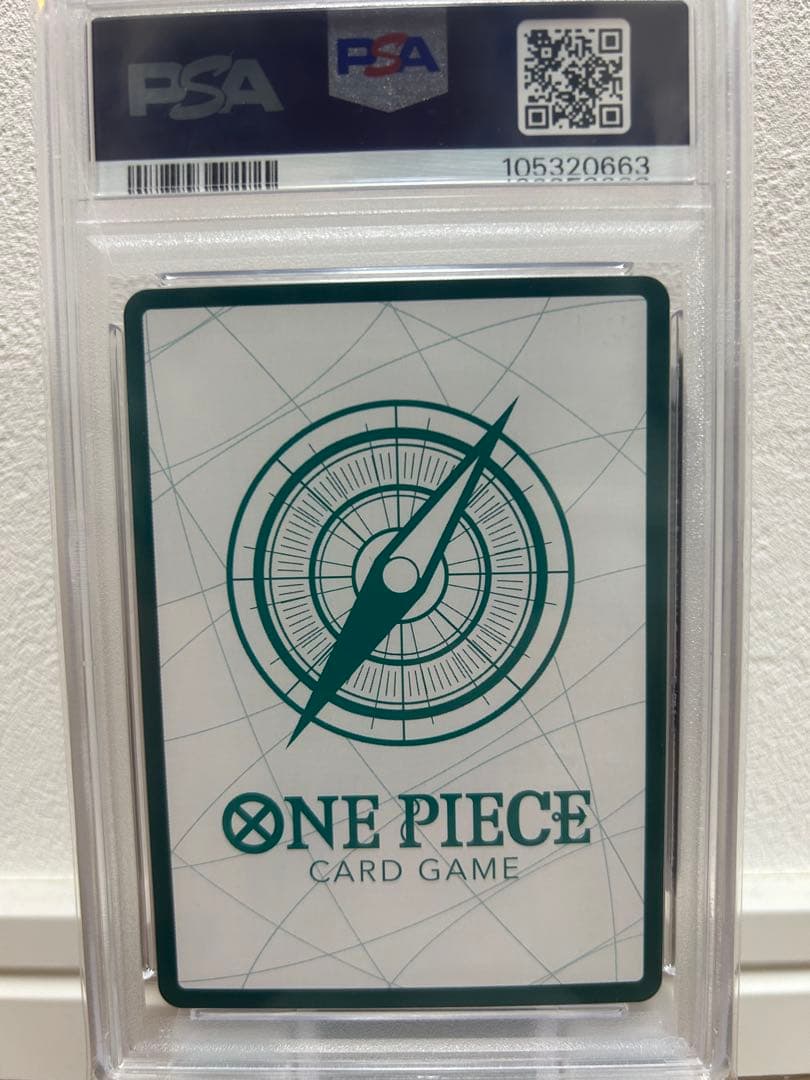 PSA
PSA
105320663
ONE PIECE
CARD GAME